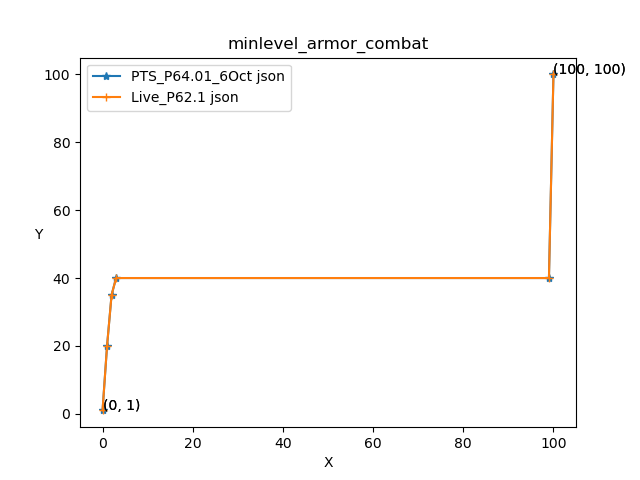 minlevel_armor_combat
PTS_P64.01_6Oct json
Live_P62.1 json
(100, 100)
100
80
60
Y
40
20
(0, 1)
0
0 20 40 60 80 100
X